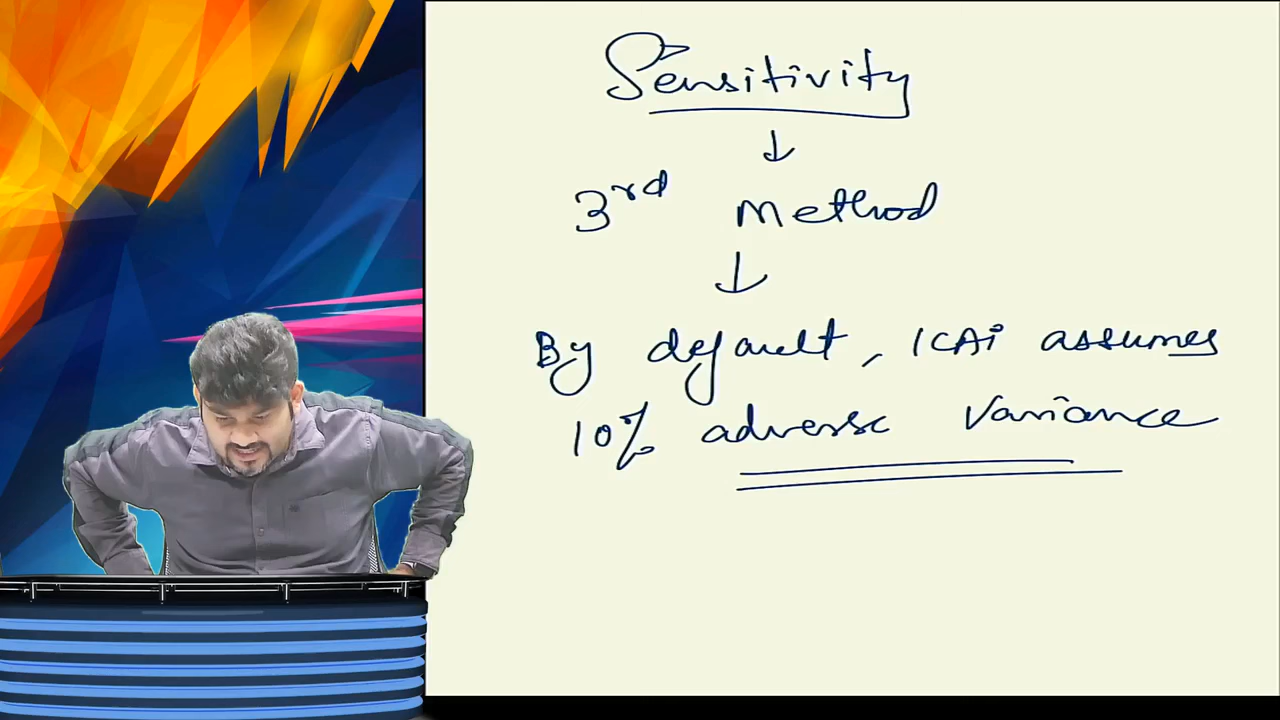 Sensitivity
↓
3rd Method
↓
By default, ICAi assumes
10% adverse Variance